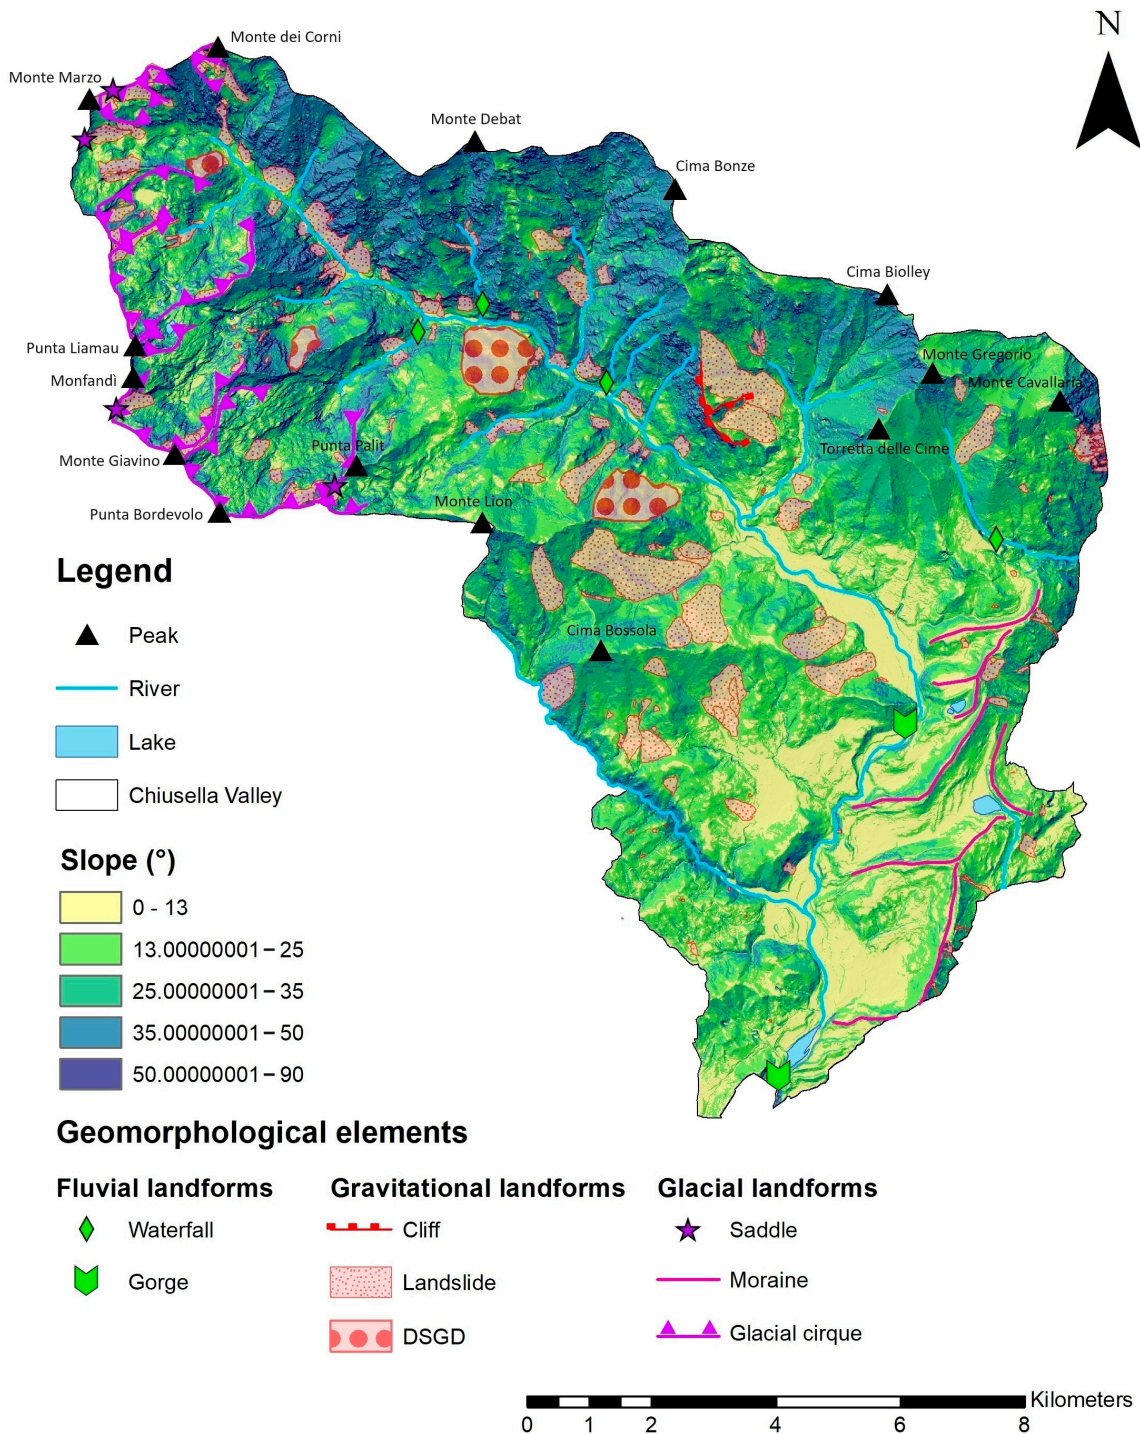 N
Monte dei Corni
Monte Marzo
Monte Debat
Cima Bonze
Cima Biolley
Punta Liamau
Monte Gregorio
Monfandì
Monte Cavallaria
Punta Palit
Torretta delle Cime
Monte Giavino
Monte Lion
Punta Bordevolo
Cima Bossola
Legend
Peak
River
Lake
Chiusella Valley
Slope (°)
0 - 13
13.00000001 – 25
25.00000001 – 35
35.00000001 – 50
50.00000001 – 90
Geomorphological elements
Fluvial landforms
Waterfall
Gorge
Gravitational landforms
Cliff
Landslide
DSGD
Glacial landforms
Saddle
Moraine
Glacial cirque
Kilometers
0 1 2 4 6 8